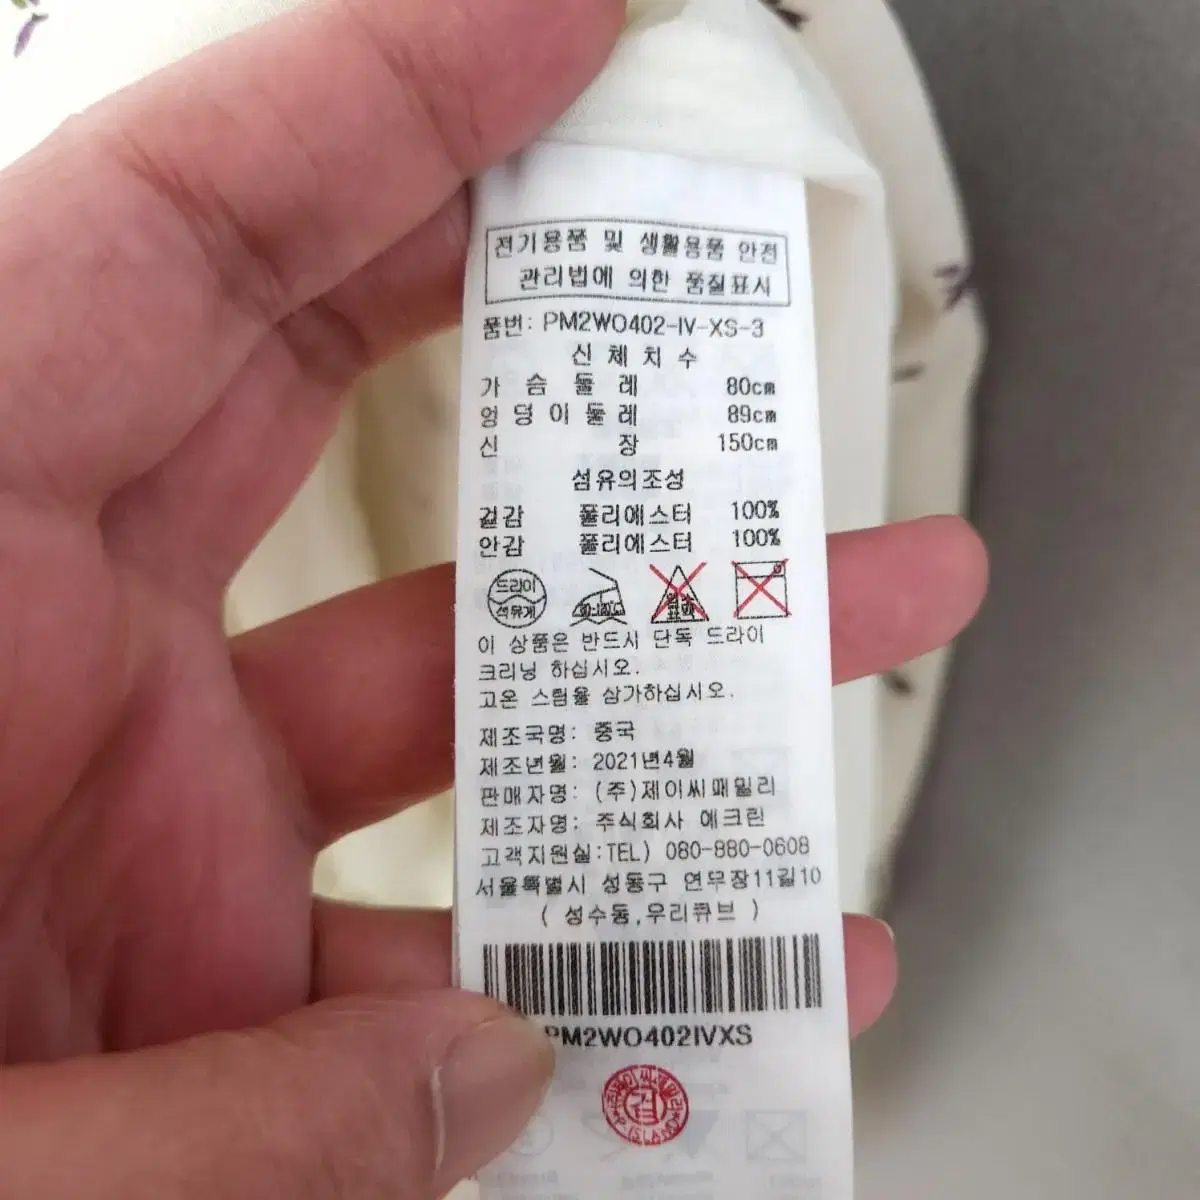 전기용품 및 생활용품 안전
관리법에 의한 품질표시
품번: PM2WO402-IV-XS-3
신 체 치 수
가 슴 둘 레 80cm
엉 덩 이 둘 레 89cm
신 장 150cm
섬유의조성
겉감 폴리에스터 100%
안감 폴리에스터 100%
드라이
석유계
이 상품은 반드시 단독 드라이
크리닝 하십시오.
고온 스팀을 삼가하십시오.
제조국명: 중국
제조년월: 2021년4월
판매자명: (주)제이씨패밀리
제조자명: 주식회사 에크린
고객지원실:TEL) 080-880-0608
서울특별시 성동구 연무장11길10
( 성수동,우리큐브 )
PM2WO402IVXS
검
P-ISLAND